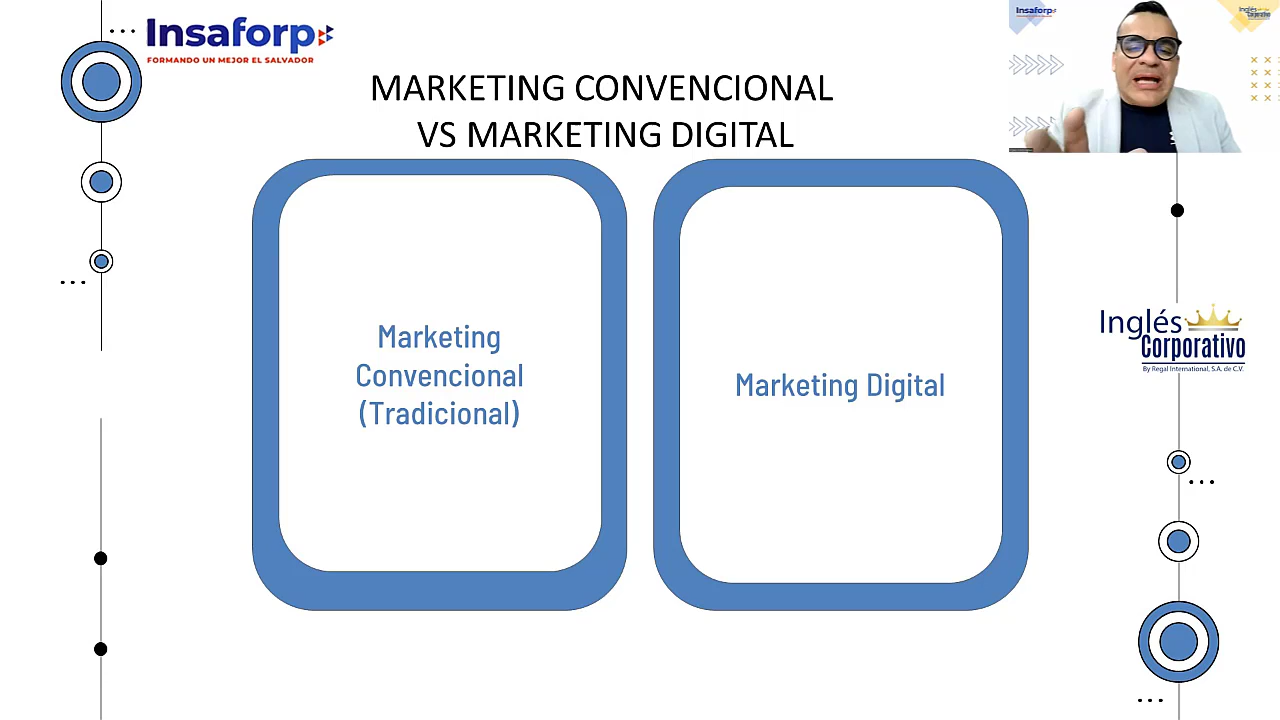 Insaforp
FORMANDO UN MEJOR EL SALVADOR
MARKETING CONVENCIONAL
VS MARKETING DIGITAL
Insaforp
Marketing
Convencional
(Tradicional)
Marketing Digital
Inglés
Corporativo
By Regal International, S.A. de C.V.